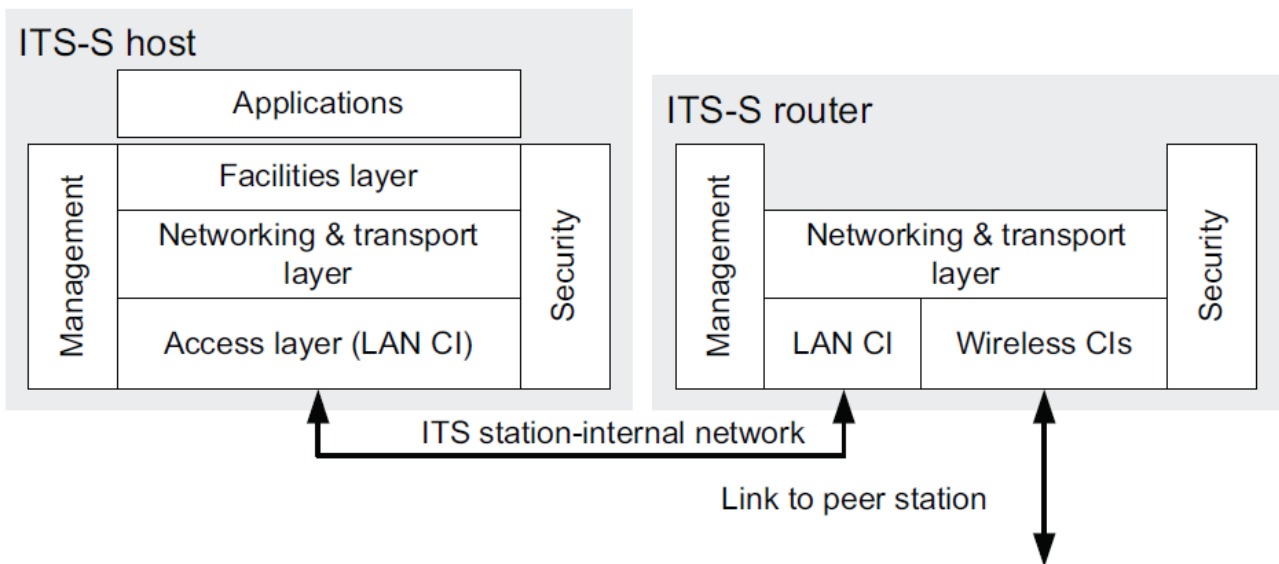 ITS-S host
Applications
Management
Facilities layer
Networking & transport
layer
Access layer (LAN CI)
Security
ITS-S router
Management
Networking & transport
layer
LAN CI
Wireless CIs
Security
ITS station-internal network
Link to peer station